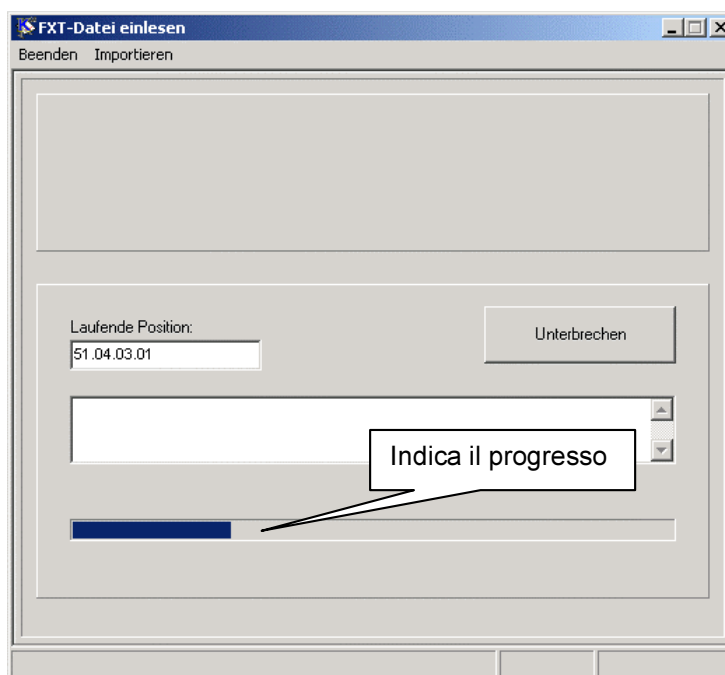 FXT-Datei einlesen
Beenden Importieren
Laufende Position:
51.04.03.01
Unterbrechen
Indica il progresso